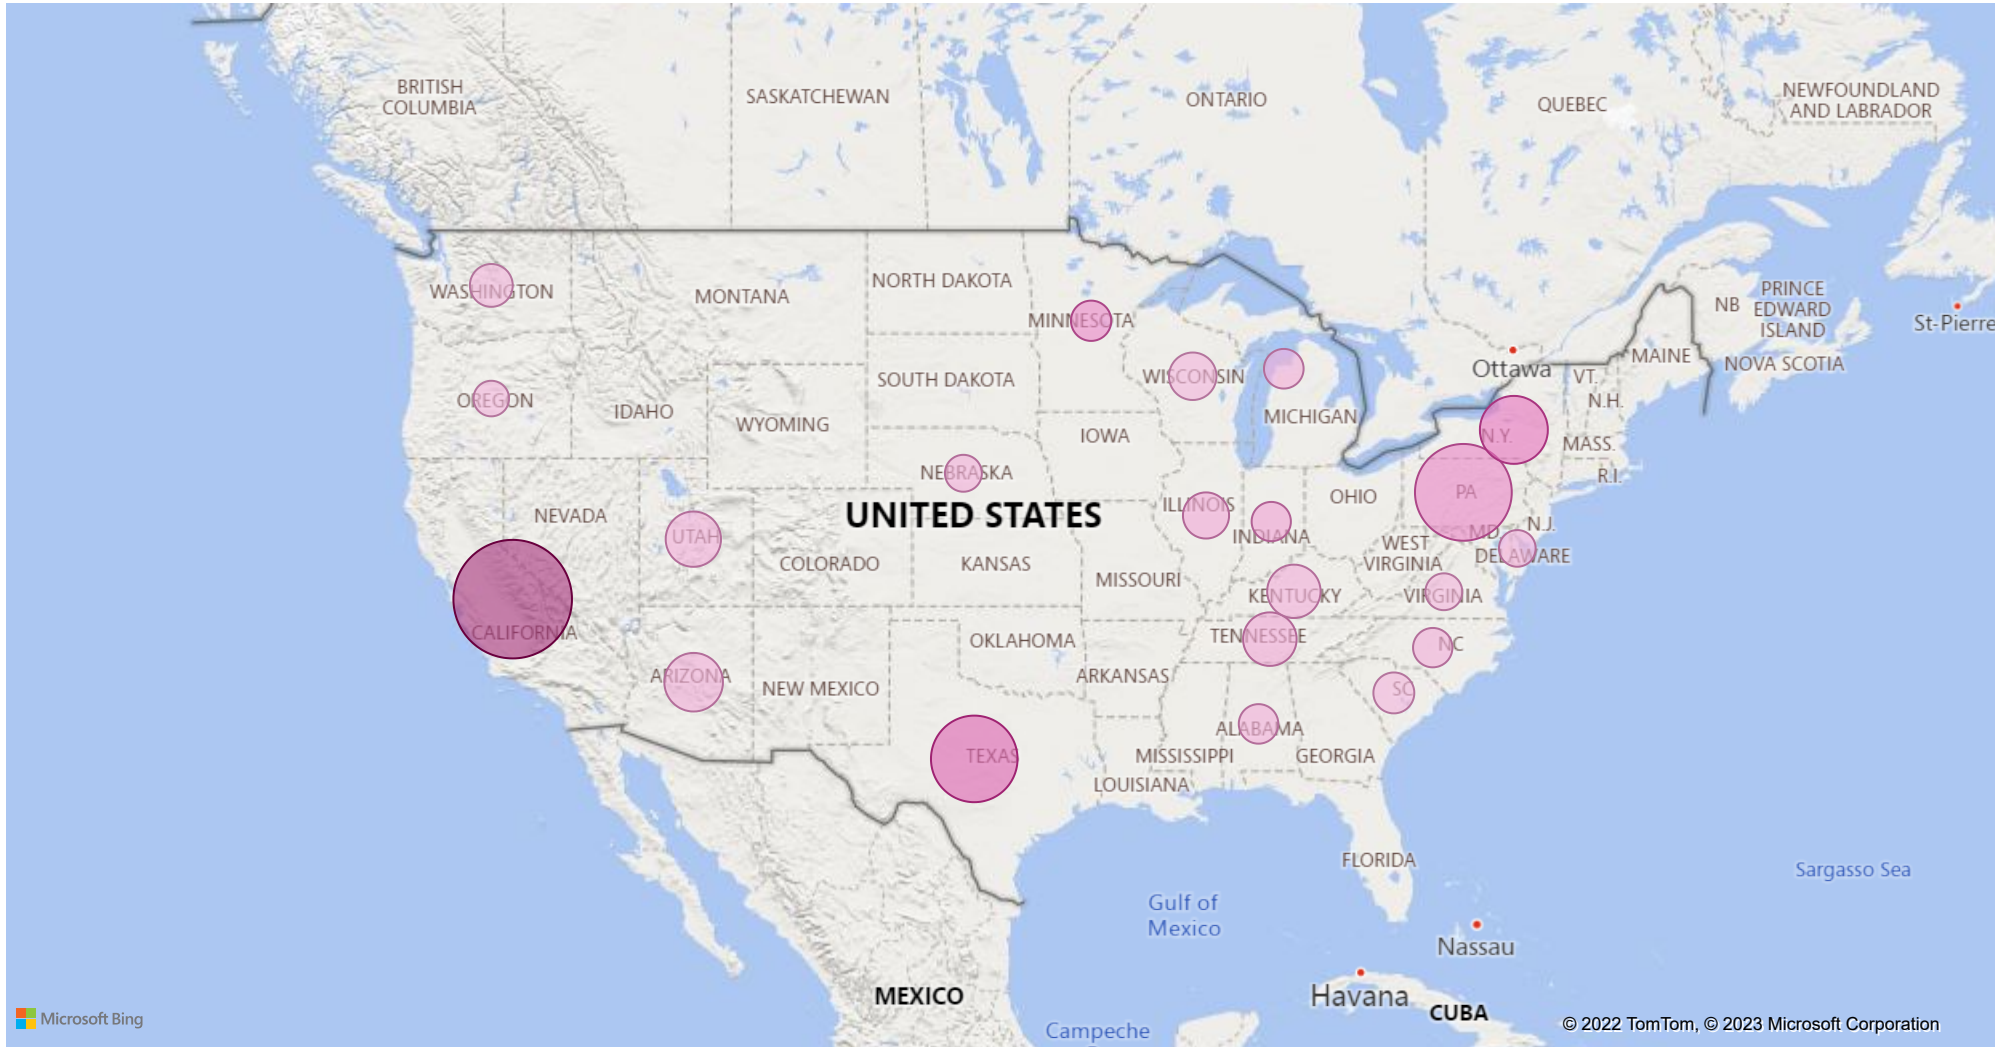 BRITISH
COLUMBIA
SASKATCHEWAN
ONTARIO
QUEBEC
NEWFOUNDLAND
AND LABRADOR
WASHINGTON
MONTANA
NORTH DAKOTA
MINNESOTA
NB
PRINCE
EDWARD
ISLAND
St-Pierre
OREGON
IDAHO
WYOMING
SOUTH DAKOTA
WISCONSIN
MICHIGAN
Ottawa
VT.
N.H.
MAINE
NOVA SCOTIA
IOWA
N.Y.
MASS.
R.I.
NEBRASKA
NEVADA
UTAH
UNITED STATES
ILLINOIS
INDIANA
OHIO
PA
MD
N.J.
DELAWARE
COLORADO
KANSAS
MISSOURI
WEST
VIRGINIA
KENTUCKY
VIRGINIA
CALIFORNIA
OKLAHOMA
TENNESSEE
NC
ARIZONA
NEW MEXICO
ARKANSAS
SC
TEXAS
MISSISSIPPI
ALABAMA
GEORGIA
LOUISIANA
FLORIDA
Sargasso Sea
Gulf of
Mexico
Nassau
MEXICO
Havana
CUBA
Campeche
Microsoft Bing
© 2022 TomTom, © 2023 Microsoft Corporation